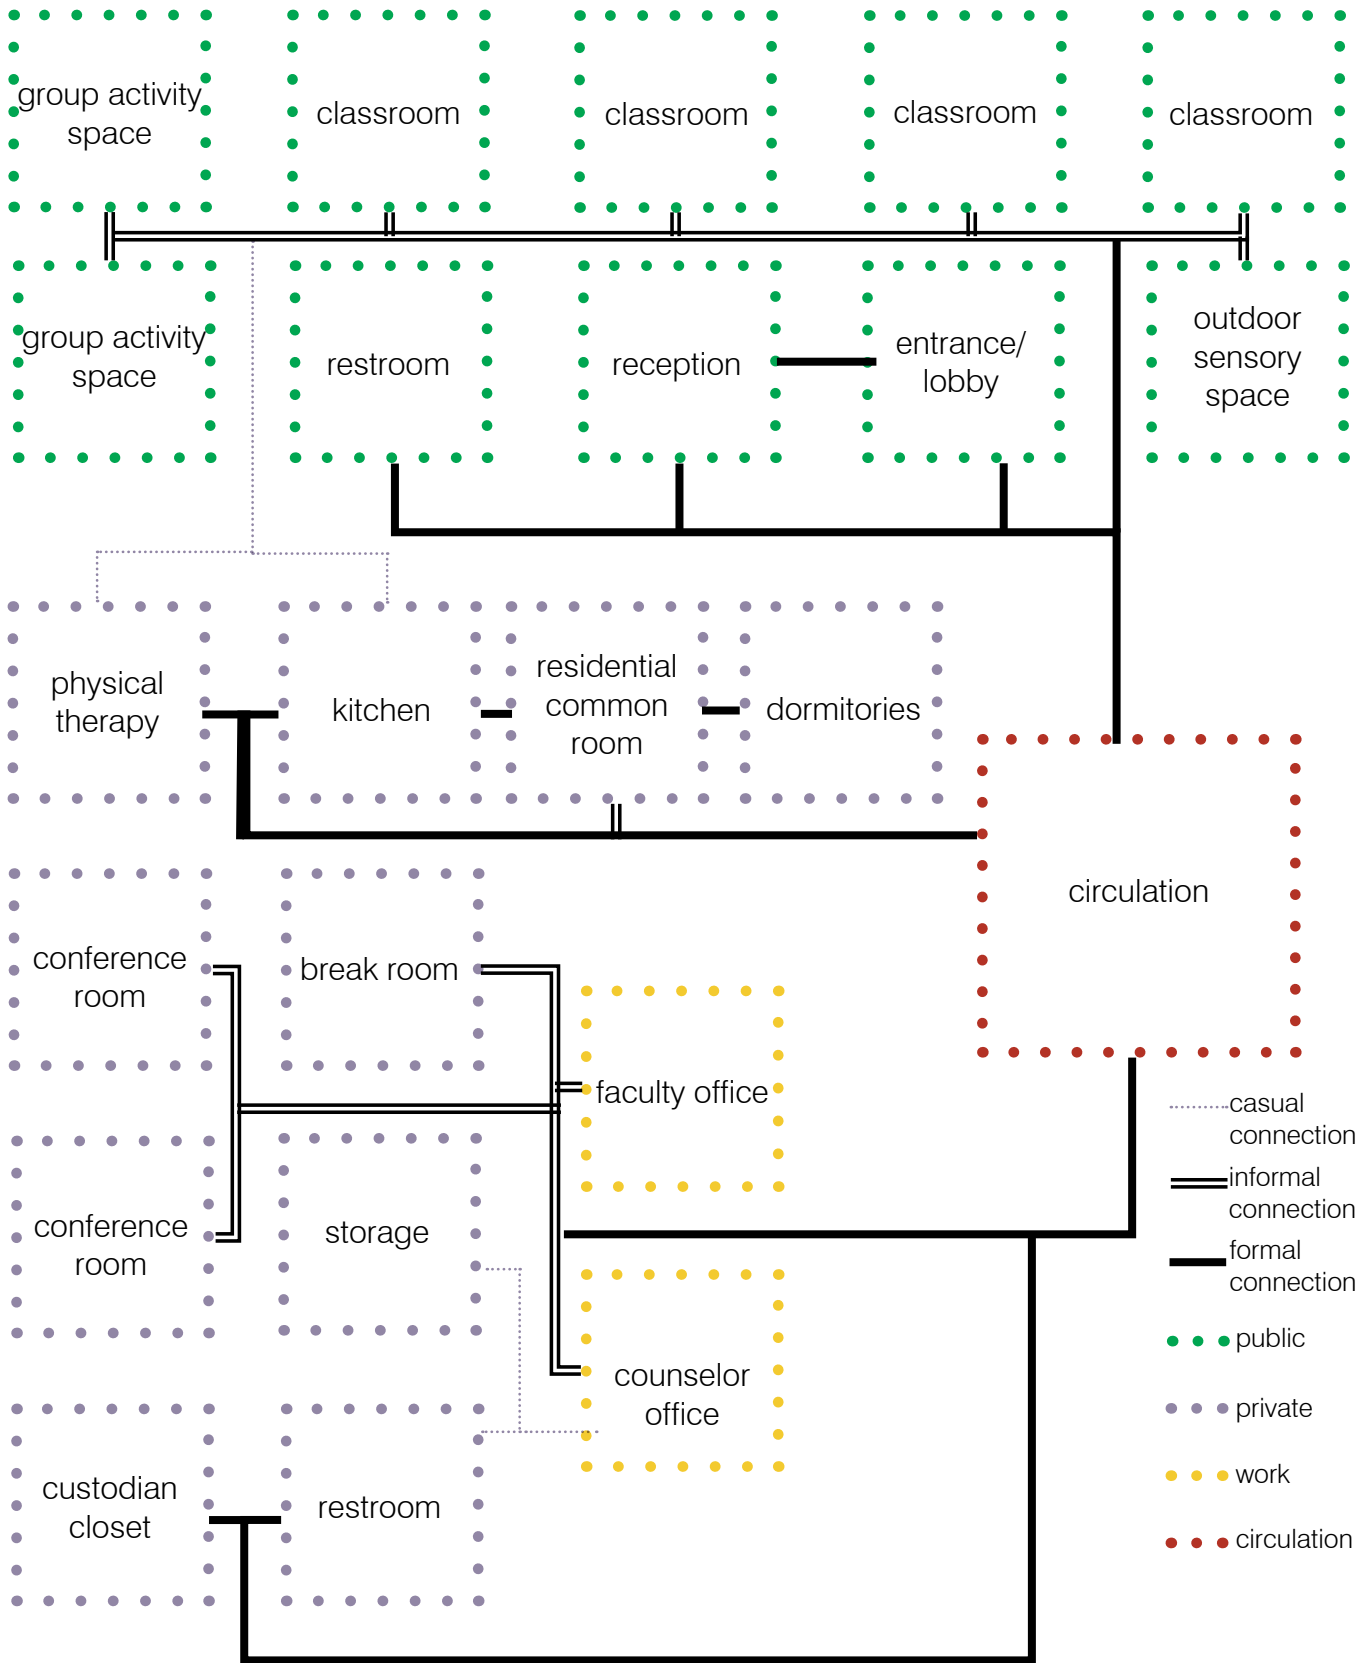 group activity
space
classroom
classroom
classroom
classroom
group activity
space
restroom
reception
entrance/
lobby
outdoor
sensory
space
physical
therapy
kitchen
residential
common
room
dormitories
circulation
conference
room
break room
faculty office
conference
room
storage
counselor
office
custodian
closet
restroom
casual
connection
informal
connection
formal
connection
public
private
work
circulation